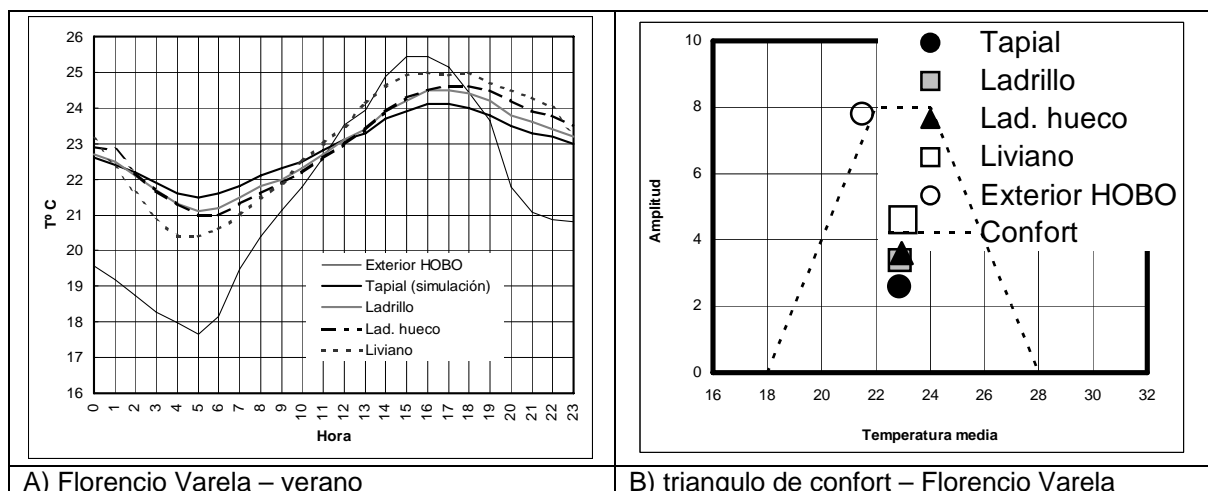 26
25
24
23
22
21
20
19
18
17
16
Tº C
0 1 2 3 4 5 6 7 8 9 10 11 12 13 14 15 16 17 18 19 20 21 22 23
Hora
Exterior HOBO
Tapial (simulación)
Ladrillo
Lad. hueco
Liviano
10
8
6
4
2
0
Amplitud
16 18 20 22 24 26 28 30 32
Temperatura media
Tapial
Ladrillo
Lad. hueco
Liviano
Exterior HOBO
Confort
A) Florencio Varela – verano
B) triangulo de confort – Florencio Varela